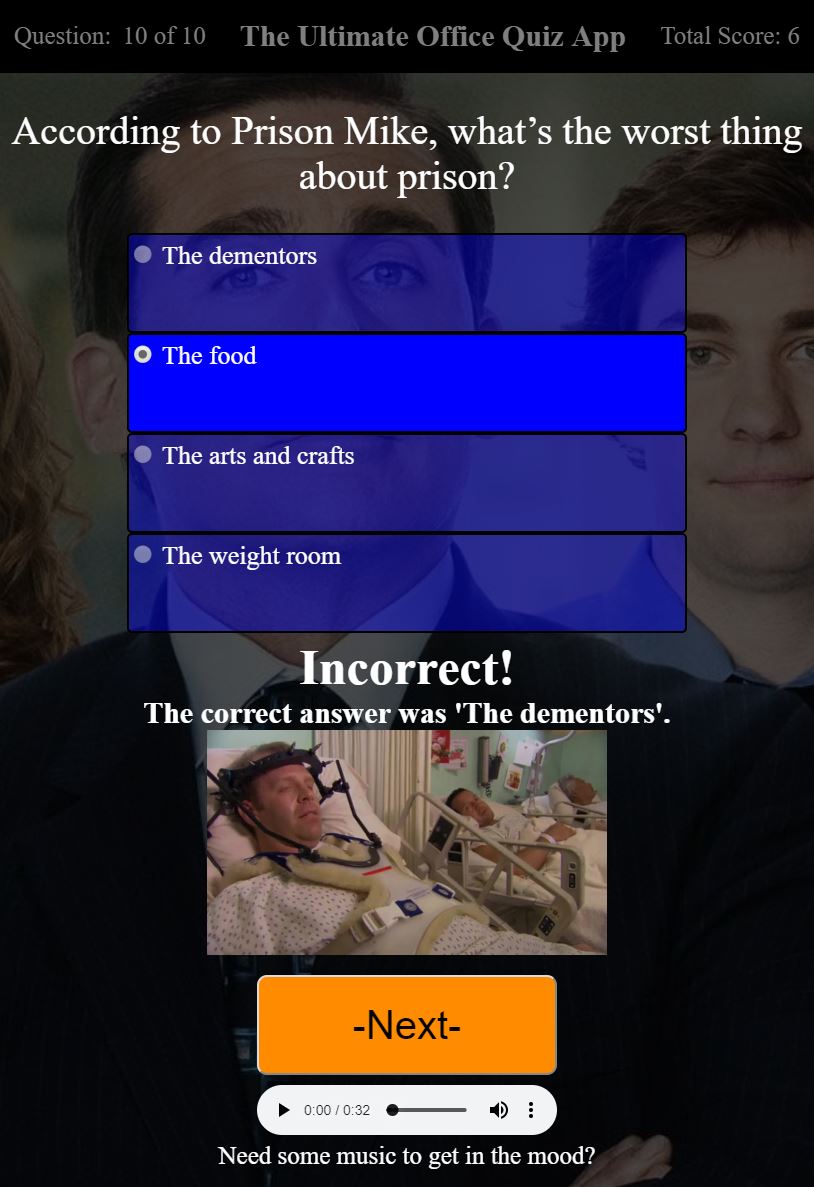 Question: 10 of 10 The Ultimate Office Quiz App Total Score: 6
According to Prison Mike, what’s the worst thing
about prison?
The dementors
The food
The arts and crafts
The weight room
Incorrect!
The correct answer was 'The dementors'.
-Next-
0:00 / 0:32
Need some music to get in the mood?